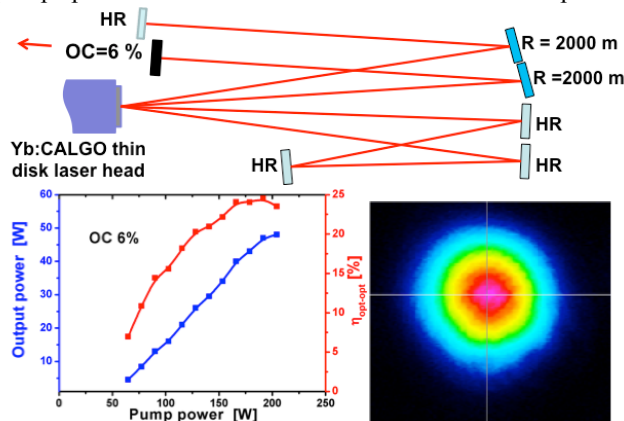 HR
OC=6 %
R = 2000 m
R =2000 m
HR
HR
HR
Yb:CALGO thin
disk laser head
OC 6%
Output power [W]
60
50
40
30
20
10
25
20
15
10
5
0
η opt-opt [%]
0 50 100 150 200 250
Pump power [W]